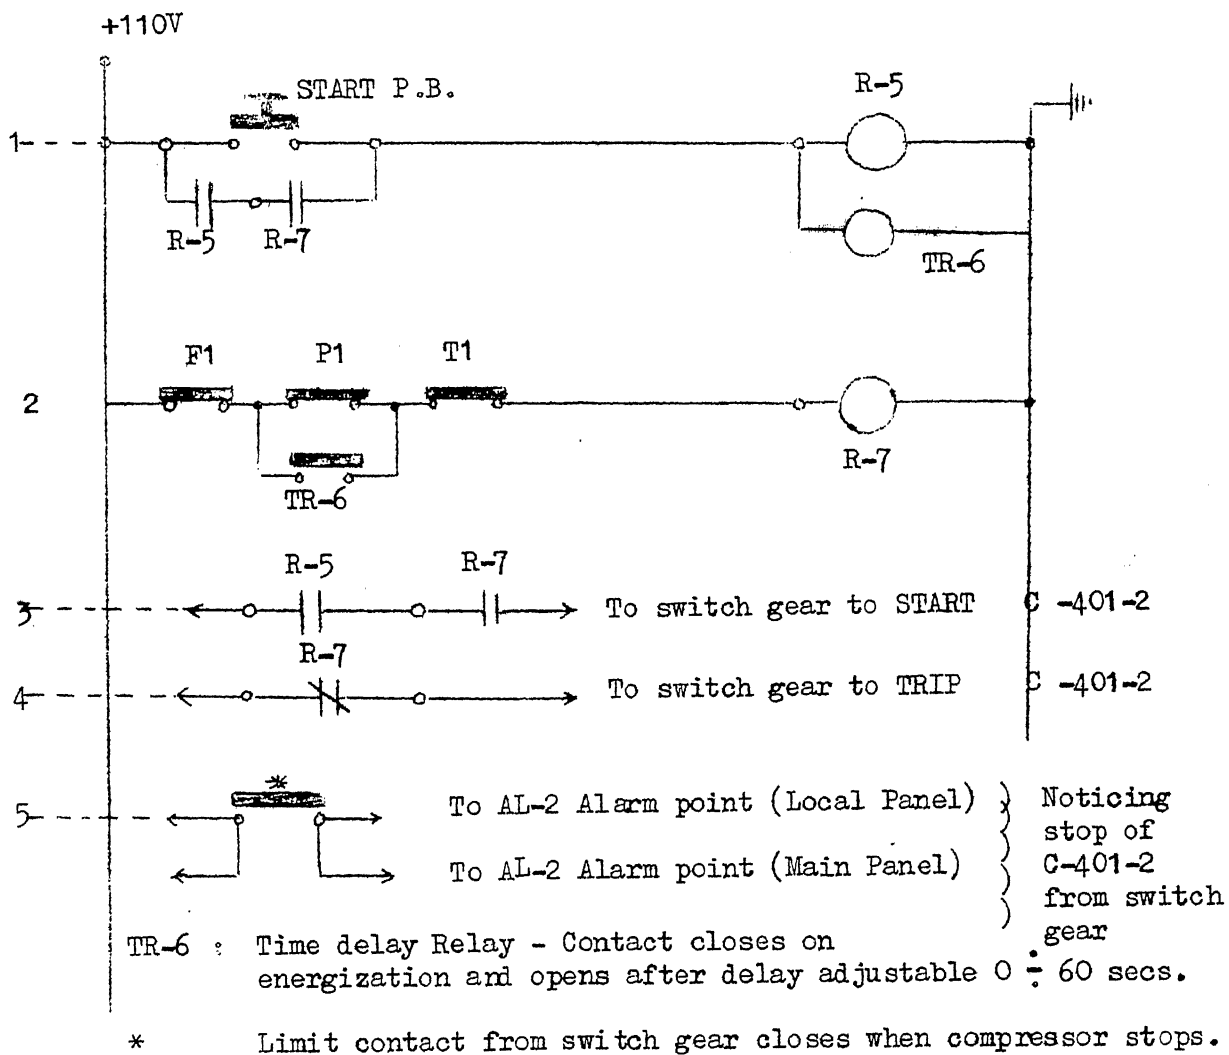 +110V
START P.B.
R-5
1
R-5 R-7
TR-6
F1 P1 T1
2
TR-6
R-7
R-5 R-7
3 To switch gear to START C -401-2
R-7
4 To switch gear to TRIP C -401-2
*
5 To AL-2 Alarm point (Local Panel) ) Noticing
stop of
To AL-2 Alarm point (Main Panel) ) C-401-2
from switch
gear
TR-6 : Time delay Relay - Contact closes on
energization and opens after delay adjustable 0 ÷ 60 secs.
* Limit contact from switch gear closes when compressor stops.